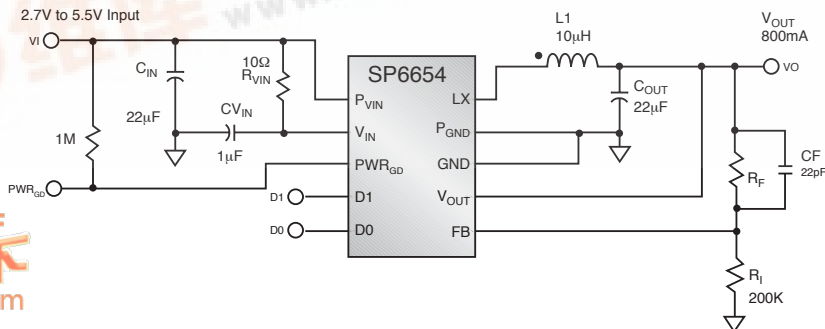 2.7V to 5.5V Input
VI
CIN
22μF
10Ω
RVIN
CVIN
1μF
1M
PWRGD
D1
D0
SP6654
PVIN
VIN
PWRGD
D1
D0
LX
PGND
GND
VOUT
FB
L1
10μH
COUT
22μF
VOUT
800mA
VO
RF
CF
22pF
RI
200K
m